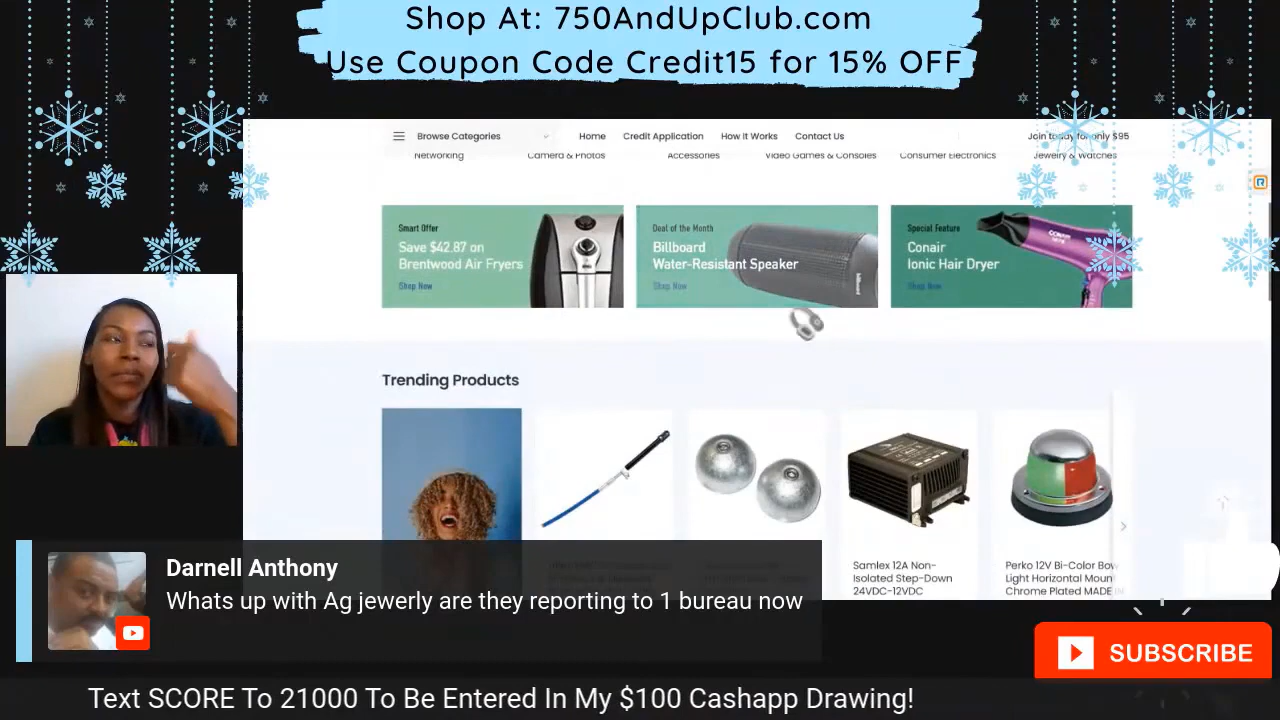 Shop At: 750AndUpClub.com
Use Coupon Code Credit15 for 15% OFF
Browse Categories
Home
Credit Application
How It Works
Contact Us
Join today for only $95
Networking
Camera & Photos
Accessories
Video Games & Consoles
Consumer Electronics
Jewelry & Watches
Smart Offer
Save $42.87 on
Brentwood Air Fryers
Shop Now
Deal of the Month
Billboard
Water-Resistant Speaker
Shop Now
Special Feature
Conair
Ionic Hair Dryer
Shop Now
Trending Products
Samlex 12A Non-
Isolated Step-Down
24VDC-12VDC
Perko 12V Bi-Color Bow
Light Horizontal Moun
Chrome Plated MADE IN
Darnell Anthony
Whats up with Ag jewerly are they reporting to 1 bureau now
SUBSCRIBE
Text SCORE To 21000 To Be Entered In My $100 Cashapp Drawing!